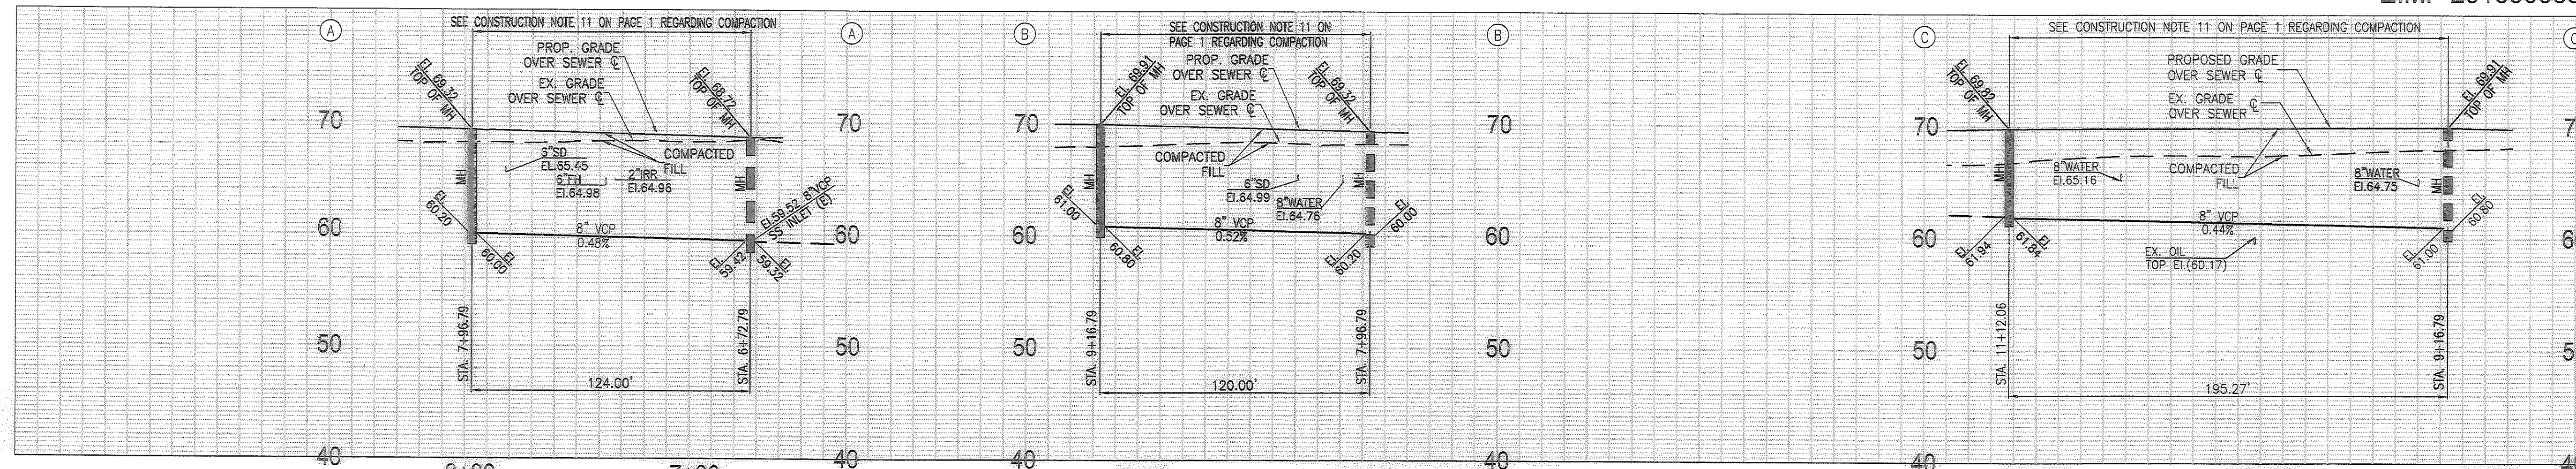 SEE CONSTRUCTION NOTE 11 ON PAGE 1 REGARDING COMPACTION
A
A
PROP. GRADE
OVER SEWER ℄
EX. GRADE
OVER SEWER ℄
EL. 69.32
TOP OF MH
EL. 68.72
TOP OF MH
70
70
6"SD
EL.65.45
6"FH
El.64.98
2"IRR
El.64.96
COMPACTED
FILL
MH
MH
EL.
60.20
60
60
El.59.52 8"VCP
SS INLET (E)
8" VCP
0.48%
EL.
60.00
EL.
59.42
EL.
59.32
50
50
STA. 7+96.79
STA. 6+72.79
124.00'
40
40
SEE CONSTRUCTION NOTE 11 ON
PAGE 1 REGARDING COMPACTION
B
B
PROP. GRADE
OVER SEWER ℄
EX. GRADE
OVER SEWER ℄
EL. 69.91
TOP OF MH
EL. 69.32
TOP OF MH
70
70
COMPACTED
FILL
6"SD
El.64.99
8"WATER
El.64.76
MH
MH
EL.
61.00
EL.
60.00
60
60
8" VCP
0.52%
EL.
60.80
EL.
60.20
50
50
STA. 9+16.79
STA. 7+96.79
120.00'
40
40
SEE CONSTRUCTION NOTE 11 ON PAGE 1 REGARDING COMPACTION
C
PROPOSED GRADE
OVER SEWER ℄
EX. GRADE
OVER SEWER ℄
EL. 69.82
TOP OF MH
EL. 69.91
TOP OF MH
70
8"WATER
El.65.16
COMPACTED
FILL
8"WATER
El.64.75
MH
MH
60
8" VCP
0.44%
EL.
60.80
EL.
61.94
EL.
61.84
EX. OIL
TOP El.(60.17)
EL.
61.00
50
STA. 11+12.06
STA. 9+16.79
195.27'
40